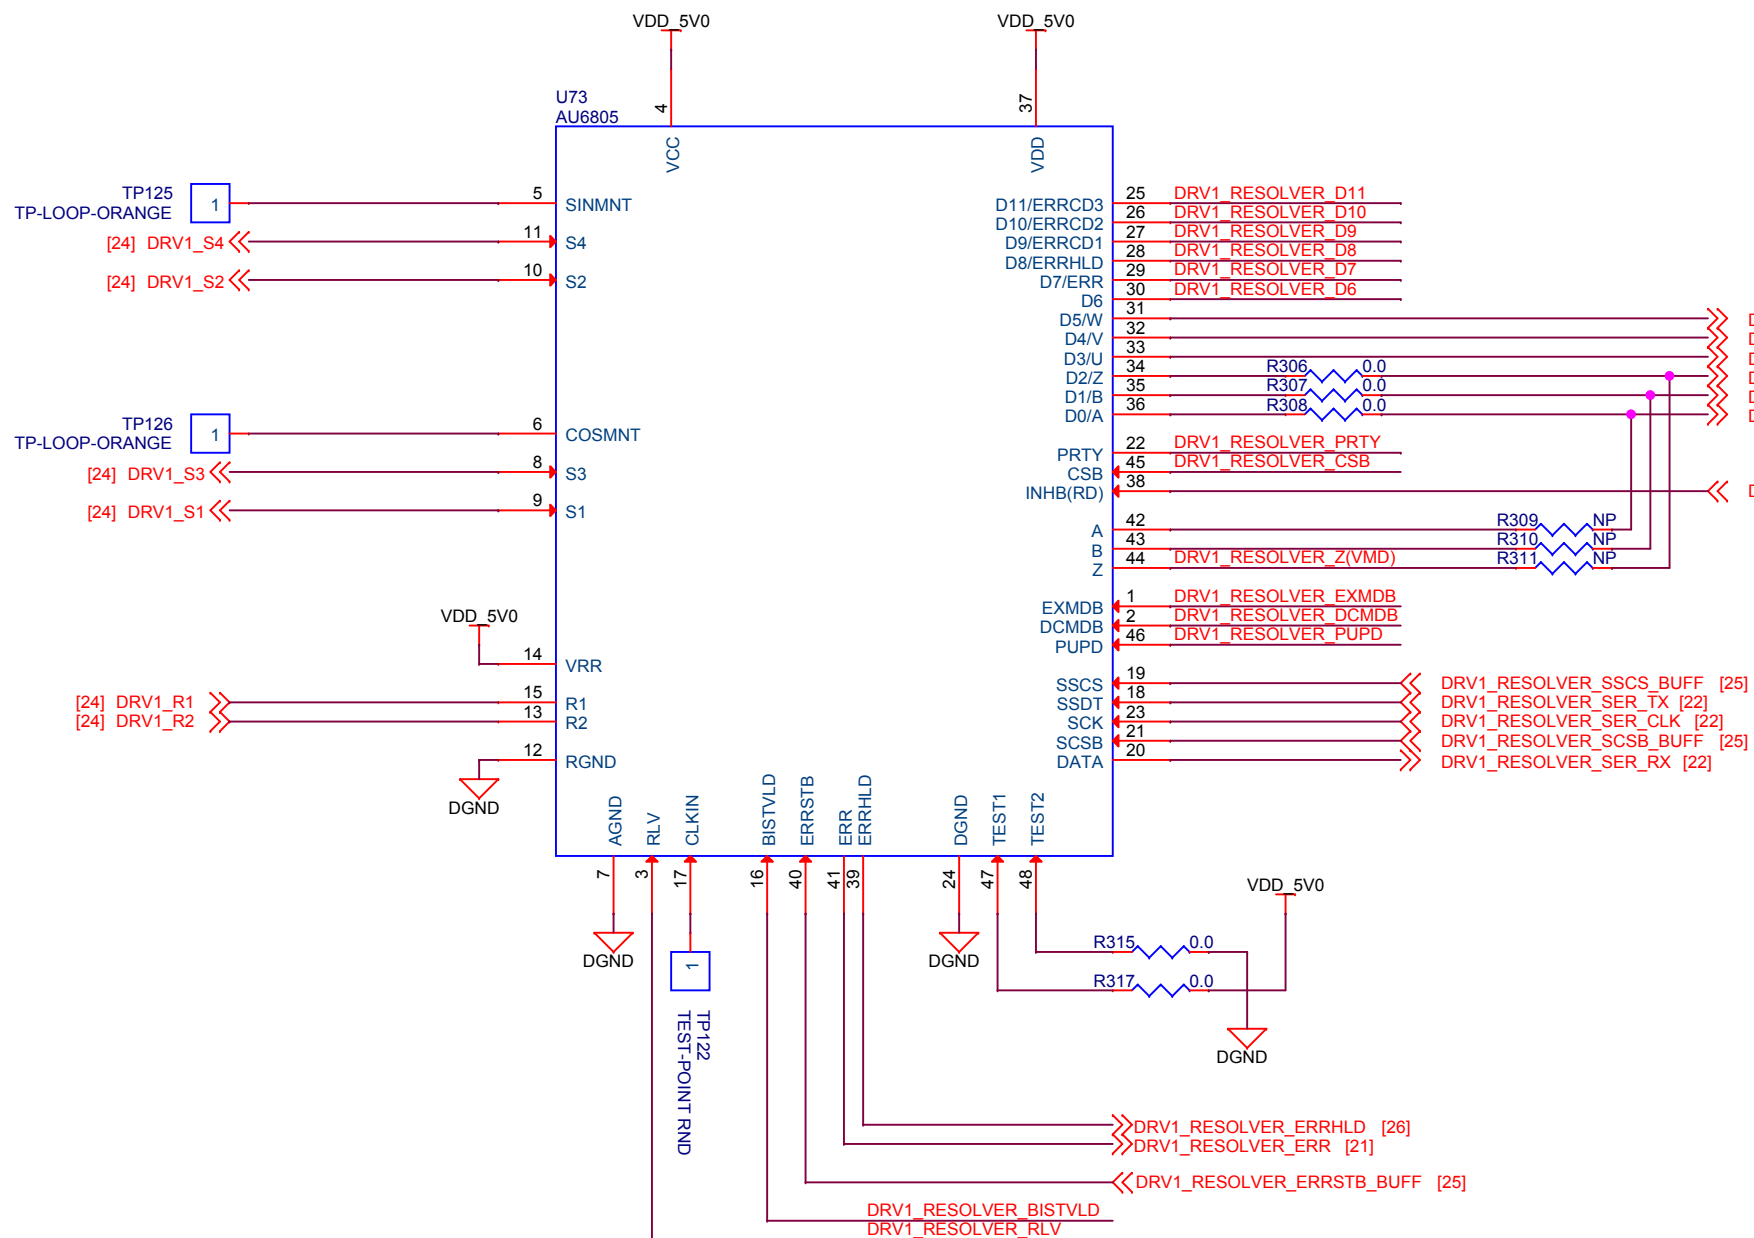 VDD_5V0
VDD_5V0
U73
AU6805
4
37
VCC
VDD
TP125
TP-LOOP-ORANGE
1
5
SINMNT
[24] DRV1_S4
11
S4
[24] DRV1_S2
10
S2
TP126
TP-LOOP-ORANGE
1
6
COSMNT
[24] DRV1_S3
8
S3
[24] DRV1_S1
9
S1
VDD_5V0
14
VRR
[24] DRV1_R1
15
R1
[24] DRV1_R2
13
R2
12
RGND
DGND
D11/ERRCD3
25
DRV1_RESOLVER_D11
D10/ERRCD2
26
DRV1_RESOLVER_D10
D9/ERRCD1
27
DRV1_RESOLVER_D9
D8/ERRHLD
28
DRV1_RESOLVER_D8
D7/ERR
29
DRV1_RESOLVER_D7
D6
30
DRV1_RESOLVER_D6
D5/W
31
D
D4/V
32
D
D3/U
33
D
D2/Z
34
R306
0.0
D
D1/B
35
R307
0.0
D
D0/A
36
R308
0.0
D
PRTY
22
DRV1_RESOLVER_PRTY
CSB
45
DRV1_RESOLVER_CSB
INHB(RD)
38
D
A
42
R309
NP
B
43
R310
NP
Z
44
DRV1_RESOLVER_Z(VMD)
R311
NP
EXMDB
1
DRV1_RESOLVER_EXMDB
DCMDB
2
DRV1_RESOLVER_DCMDB
PUPD
46
DRV1_RESOLVER_PUPD
SSCS
19
DRV1_RESOLVER_SSCS_BUFF [25]
SSDT
18
DRV1_RESOLVER_SER_TX [22]
SCK
23
DRV1_RESOLVER_SER_CLK [22]
SCSB
21
DRV1_RESOLVER_SCSB_BUFF [25]
DATA
20
DRV1_RESOLVER_SER_RX [22]
AGND
RLV
CLKIN
BISTVLD
ERRSTB
ERR
ERRHLD
DGND
TEST1
TEST2
7
3
17
16
40
41
39
24
47
48
DGND
1
TP122
TEST-POINT RND
DGND
VDD_5V0
R315
0.0
R317
0.0
DGND
DRV1_RESOLVER_ERRHLD [26]
DRV1_RESOLVER_ERR [21]
DRV1_RESOLVER_ERRSTB_BUFF [25]
DRV1_RESOLVER_BISTVLD
DRV1_RESOLVER_RLV